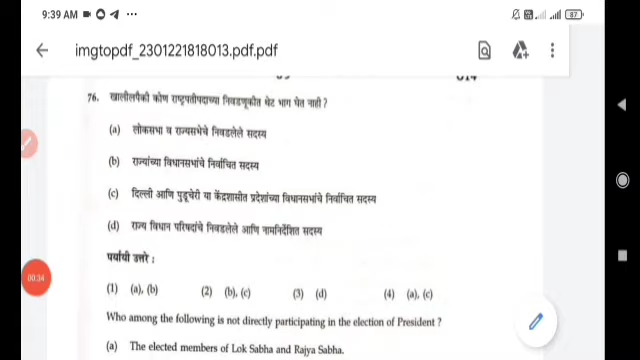 9:39 AM ... 87
imgtopdf_2301221818013.pdf.pdf
76. खालीलपैकी कोण राष्ट्रपतीपदाच्या निवडणूकीत थेट भाग घेत नाही ?
(a) लोकसभा व राज्यसभेचे निवडलेले सदस्य
(b) राज्यांच्या विधानसभांचे निर्वाचित सदस्य
(c) दिल्ली आणि पुडूचेरी या केंद्रशासीत प्रदेशांच्या विधानसभांचे निर्वाचित सदस्य
(d) राज्य विधान परिषदांचे निवडलेले आणि नामनिर्देशित सदस्य
पर्यायी उत्तरे :
00:34
(1) (a), (b) (2) (b), (c) (3) (d) (4) (a), (c)
Who among the following is not directly participating in the election of President ?
(a) The elected members of Lok Sabha and Rajya Sabha.